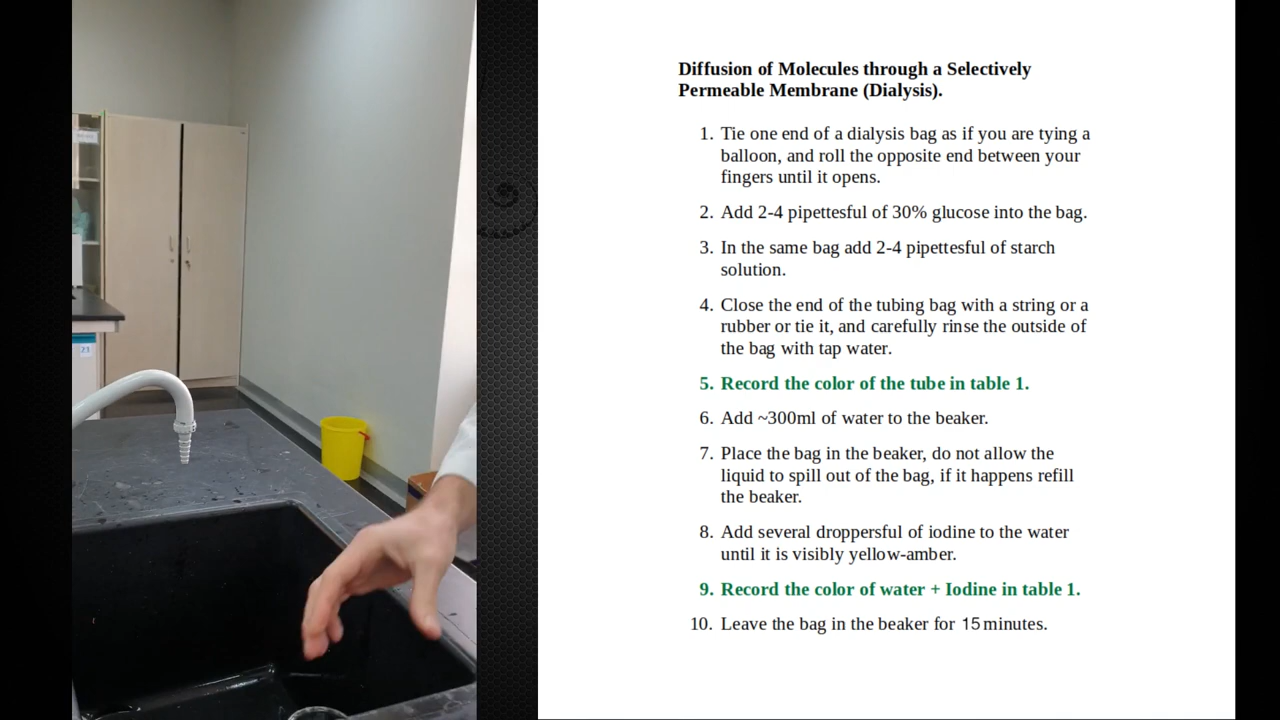 Diffusion of Molecules through a Selectively
Permeable Membrane (Dialysis).
1. Tie one end of a dialysis bag as if you are tying a
balloon, and roll the opposite end between your
fingers until it opens.
2. Add 2-4 pipettesful of 30% glucose into the bag.
3. In the same bag add 2-4 pipettesful of starch
solution.
4. Close the end of the tubing bag with a string or a
rubber or tie it, and carefully rinse the outside of
the bag with tap water.
5. Record the color of the tube in table 1.
6. Add ~300ml of water to the beaker.
7. Place the bag in the beaker, do not allow the
liquid to spill out of the bag, if it happens refill
the beaker.
8. Add several droppersful of iodine to the water
until it is visibly yellow-amber.
9. Record the color of water + Iodine in table 1.
10. Leave the bag in the beaker for 15 minutes.
23